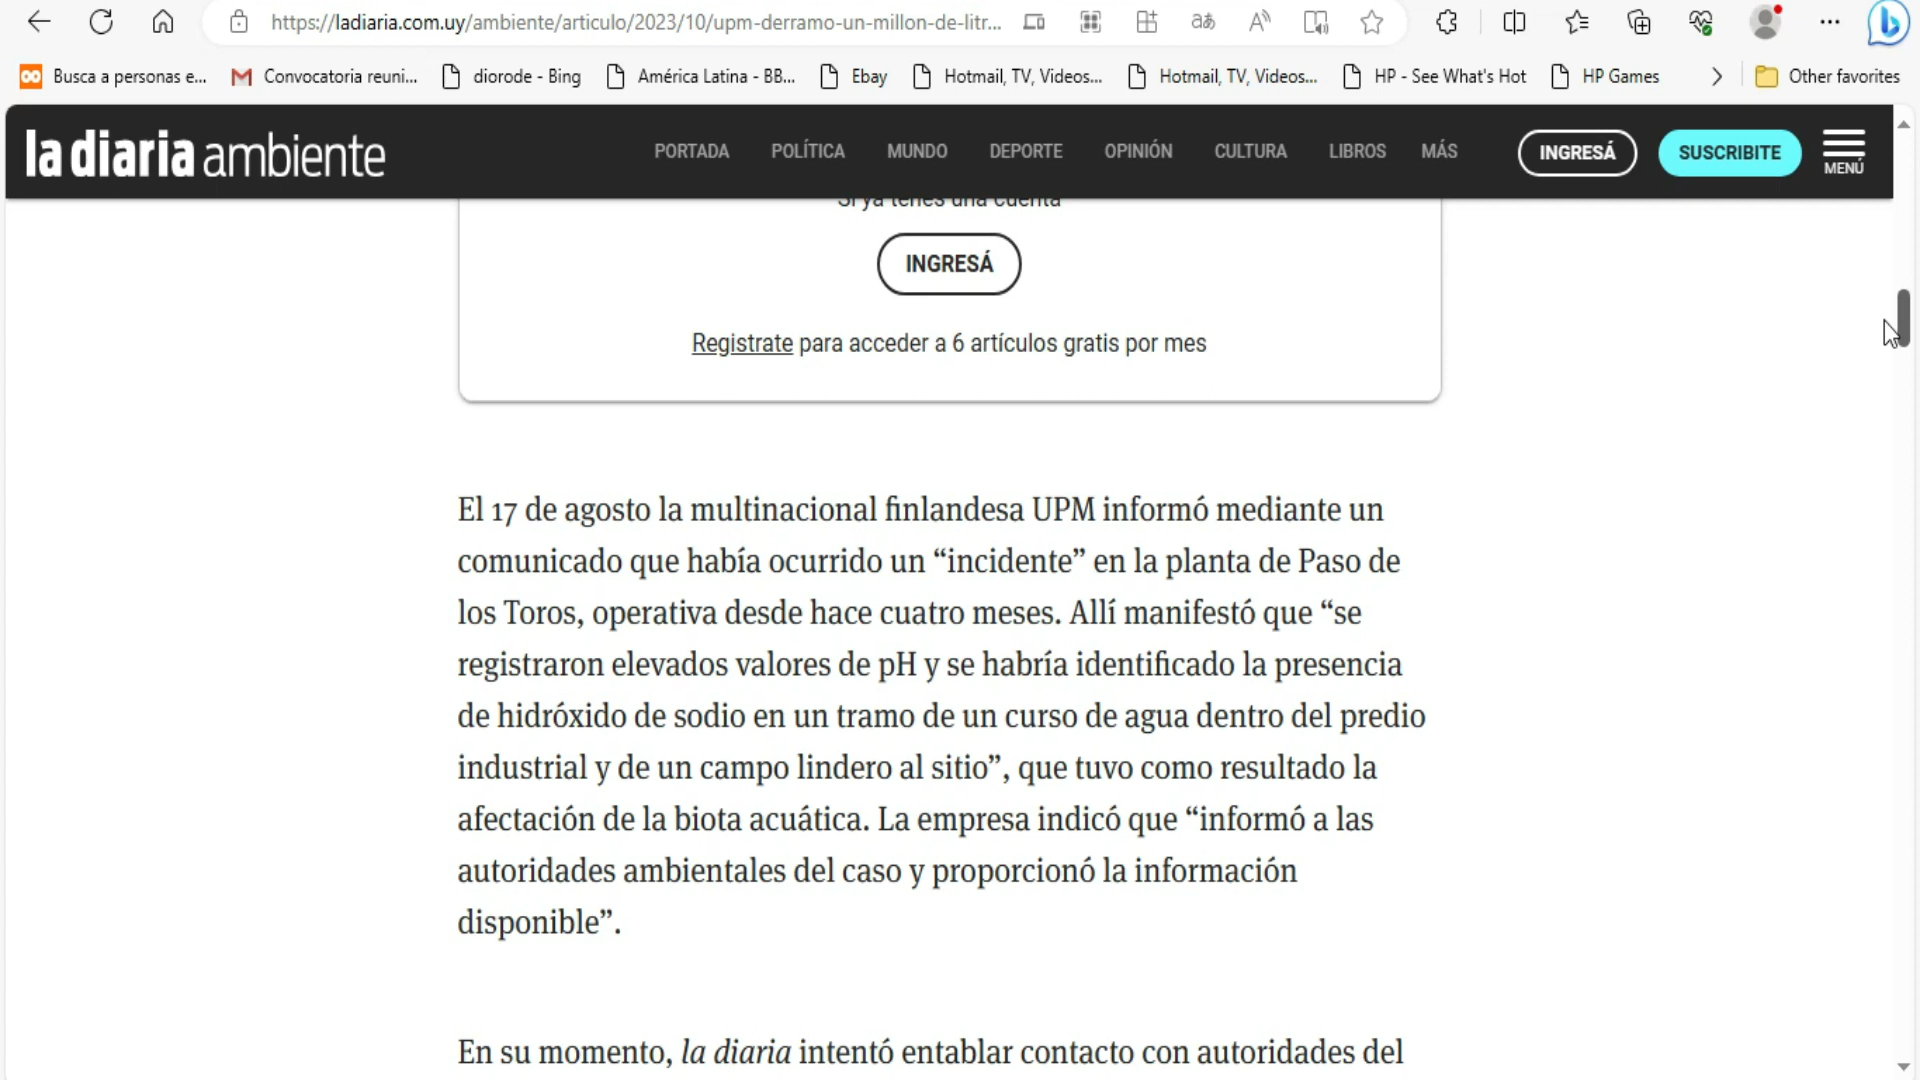 https://ladiaria.com.uy/ambiente/articulo/2023/10/upm-derramo-un-millon-de-litr...
Busca a personas e...
Convocatoria reuni...
diorode - Bing
América Latina - BB...
Ebay
Hotmail, TV, Videos...
Hotmail, TV, Videos...
HP - See What's Hot
HP Games
Other favorites
la diaria ambiente
PORTADA
POLÍTICA
MUNDO
DEPORTE
OPINIÓN
CULTURA
LIBROS
MÁS
INGRESÁ
SUSCRIBITE
MENÚ
Si ya tenés una cuenta
INGRESÁ
Registrate para acceder a 6 artículos gratis por mes
El 17 de agosto la multinacional finlandesa UPM informó mediante un
comunicado que había ocurrido un “incidente” en la planta de Paso de
los Toros, operativa desde hace cuatro meses. Allí manifestó que “se
registraron elevados valores de pH y se habría identificado la presencia
de hidróxido de sodio en un tramo de un curso de agua dentro del predio
industrial y de un campo lindero al sitio”, que tuvo como resultado la
afectación de la biota acuática. La empresa indicó que “informó a las
autoridades ambientales del caso y proporcionó la información
disponible”.
En su momento, la diaria intentó entablar contacto con autoridades del